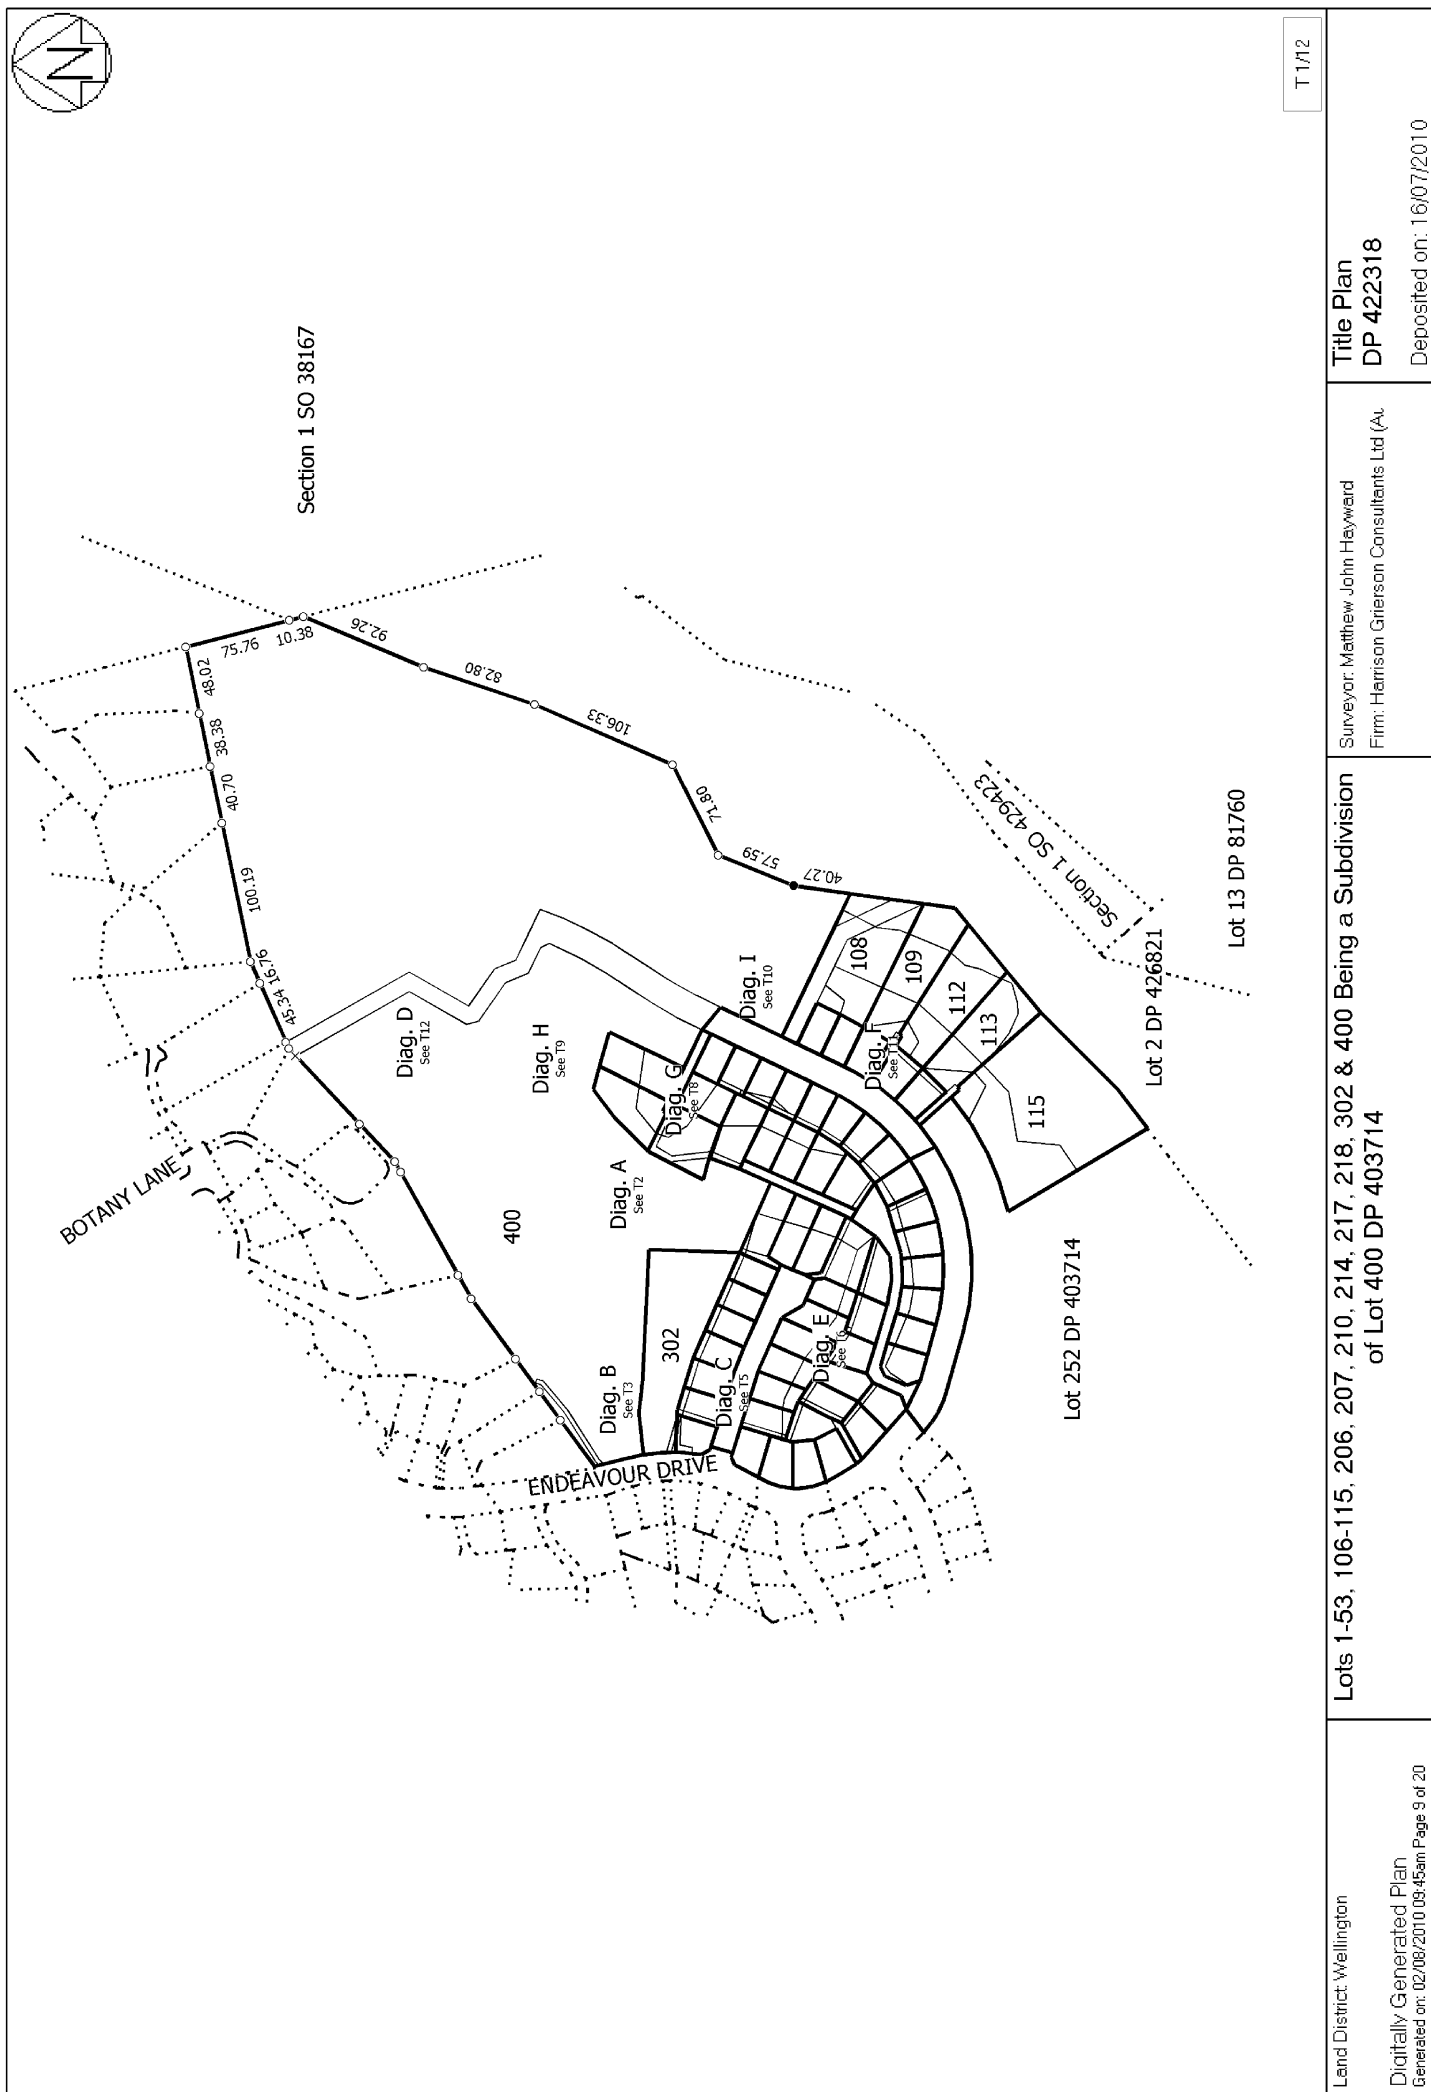 N
T 1/12
Section 1 SO 38167
75.76
10.38
48.02
38.38
40.70
100.19
16.76
45.34
92.26
82.80
106.33
71.80
57.59
40.27
BOTANY LANE
400
Diag. D
See T12
Diag. H
See T9
Diag. I
See T10
Diag. G
See T8
Diag. A
See T2
Diag. B
See T3
Diag. C
See T5
Diag. E
See T6
Diag. F
See T11
302
108
109
112
113
115
ENDEAVOUR DRIVE
Section 1 SO 429423
Lot 13 DP 81760
Lot 2 DP 426821
Lot 252 DP 403714
Land District: Wellington
Digitally Generated Plan
Generated on: 02/08/2010 09:45am Page 9 of 20
Lots 1-53, 106-115, 206, 207, 210, 214, 217, 218, 302 & 400 Being a Subdivision
of Lot 400 DP 403714
Surveyor: Matthew John Hayward
Firm: Harrison Grierson Consultants Ltd (Au
Title Plan
DP 422318
Deposited on: 16/07/2010